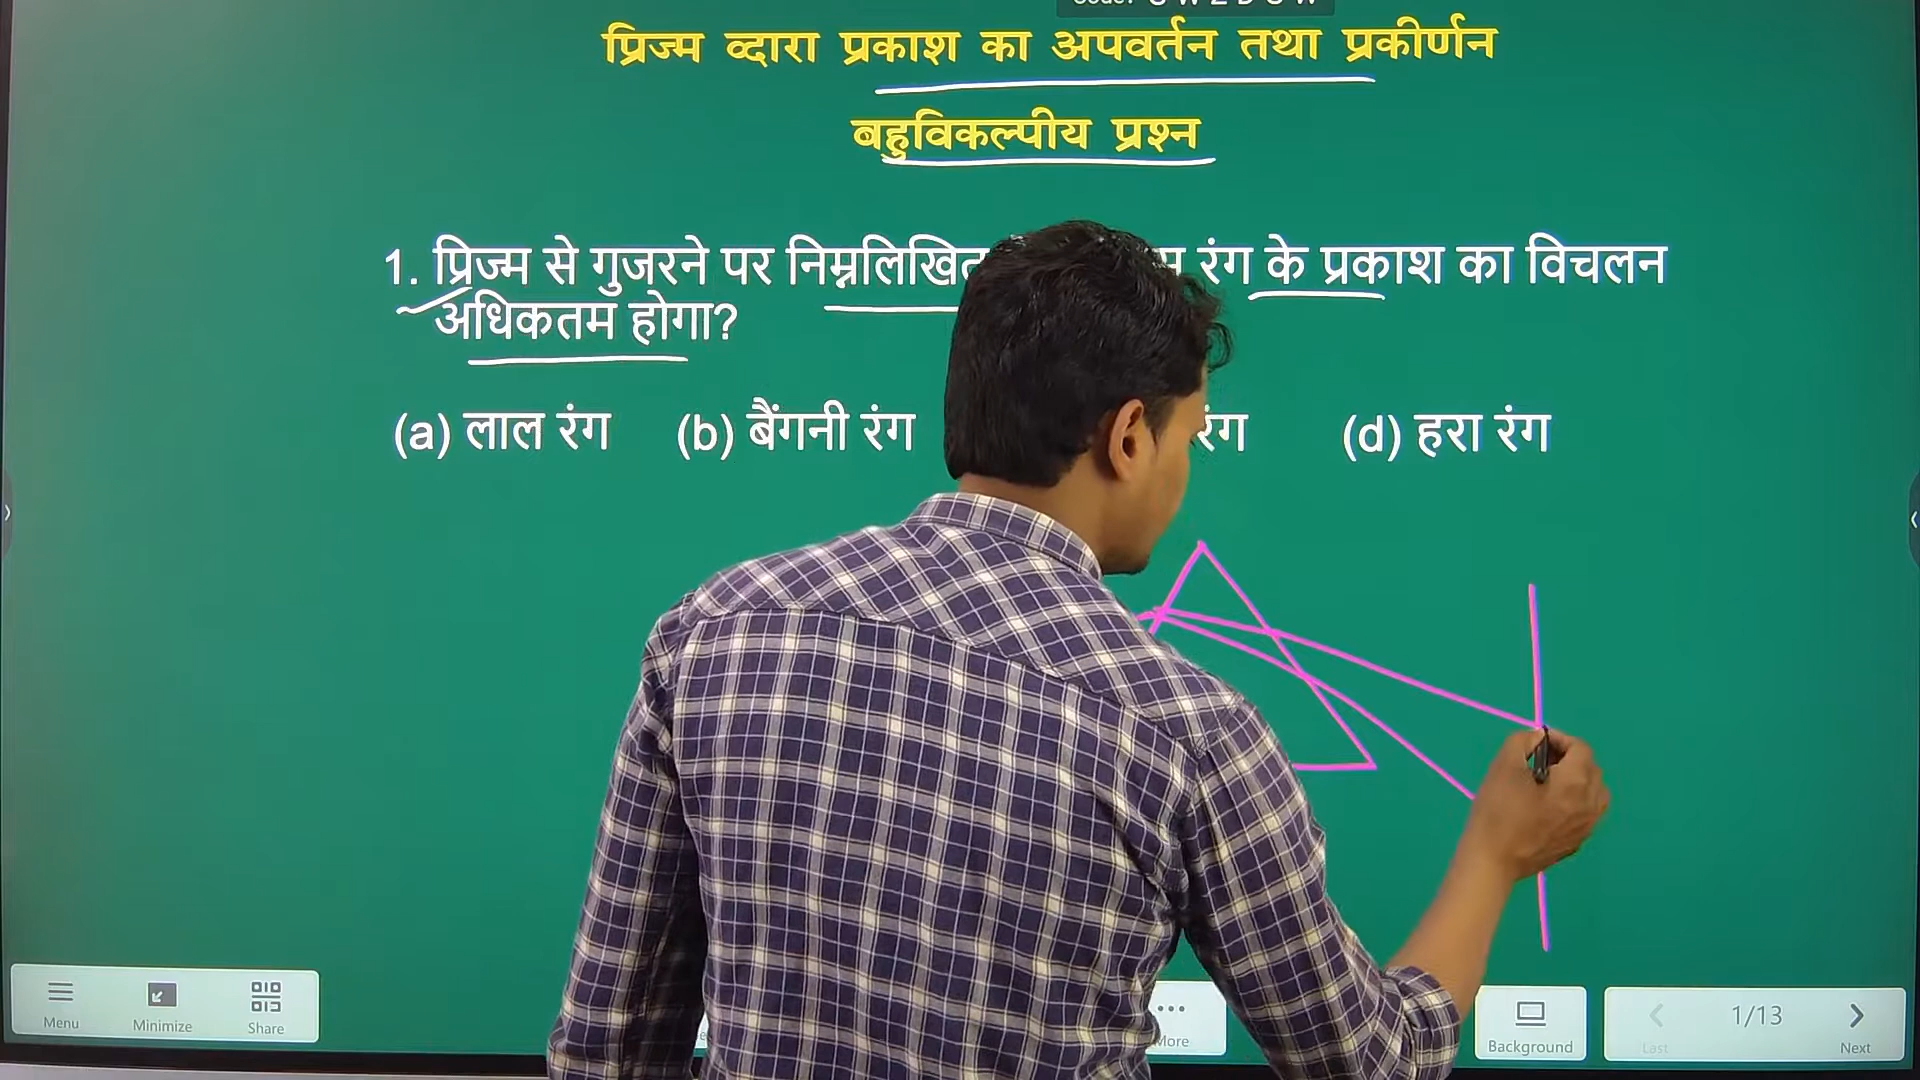 प्रिज्म व्दारा प्रकाश का अपवर्तन तथा प्रकीर्णन
बहुविकल्पीय प्रश्न
1. प्रिज्म से गुजरने पर रंग के प्रकाश का विचलन
अधिकतम होगा?
(a) लाल रंग (b) बैंगनी रंग रंग (d) हरा रंग
Menu Minimize Share More Background Last 1/13 Next